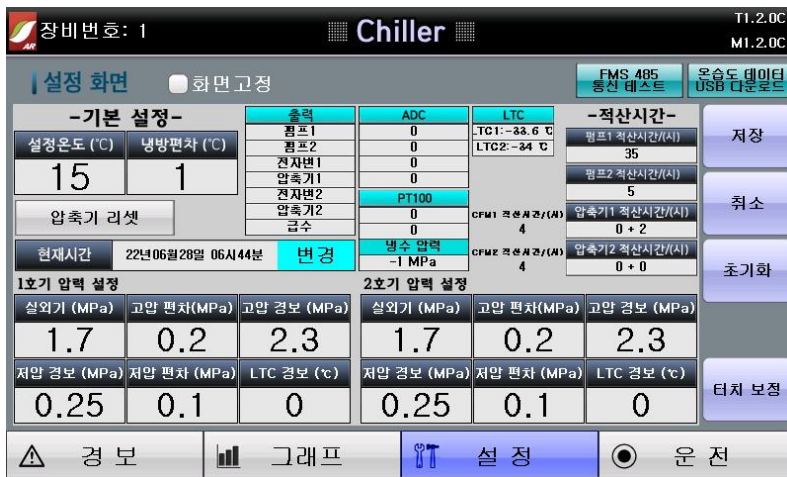 장비번호: 1
Chiller
T1.2.0C
M1.2.0C
AR
설정 화면
화면고정
FMS 485
통신 테스트
온습도 데이터
USB 다운로드
-기본 설정-
설정온도 (℃)
냉방편차 (℃)
15
1
압축기 리셋
출력
펌프1
펌프2
전자변1
압축기1
전자변2
압축기2
급수
ADC
0
0
0
0
0
PT100
0
0
냉수 압력
-1 MPa
LTC
LTC1:-33.6 ℃
LTC2:-34 ℃
CFM1 적산시간/(시)
4
CFM2 적산시간/(시)
4
-적산시간-
펌프1 적산시간/(시)
35
펌프2 적산시간/(시)
5
압축기1 적산시간/(시)
0 + 2
압축기2 적산시간/(시)
0 + 0
현재시간
22년06월28일 06시44분
변경
1호기 압력 설정
실외기 (MPa)
고압 편차(MPa)
고압 경보 (MPa)
1.7
0.2
2.3
저압 경보 (MPa)
저압 편차 (MPa)
LTC 경보 (℃)
0.25
0.1
0
2호기 압력 설정
실외기 (MPa)
고압 편차(MPa)
고압 경보 (MPa)
1.7
0.2
2.3
저압 경보 (MPa)
저압 편차 (MPa)
LTC 경보 (℃)
0.25
0.1
0
저장
취소
초기화
터치 보정
경 보
그래프
설 정
운 전